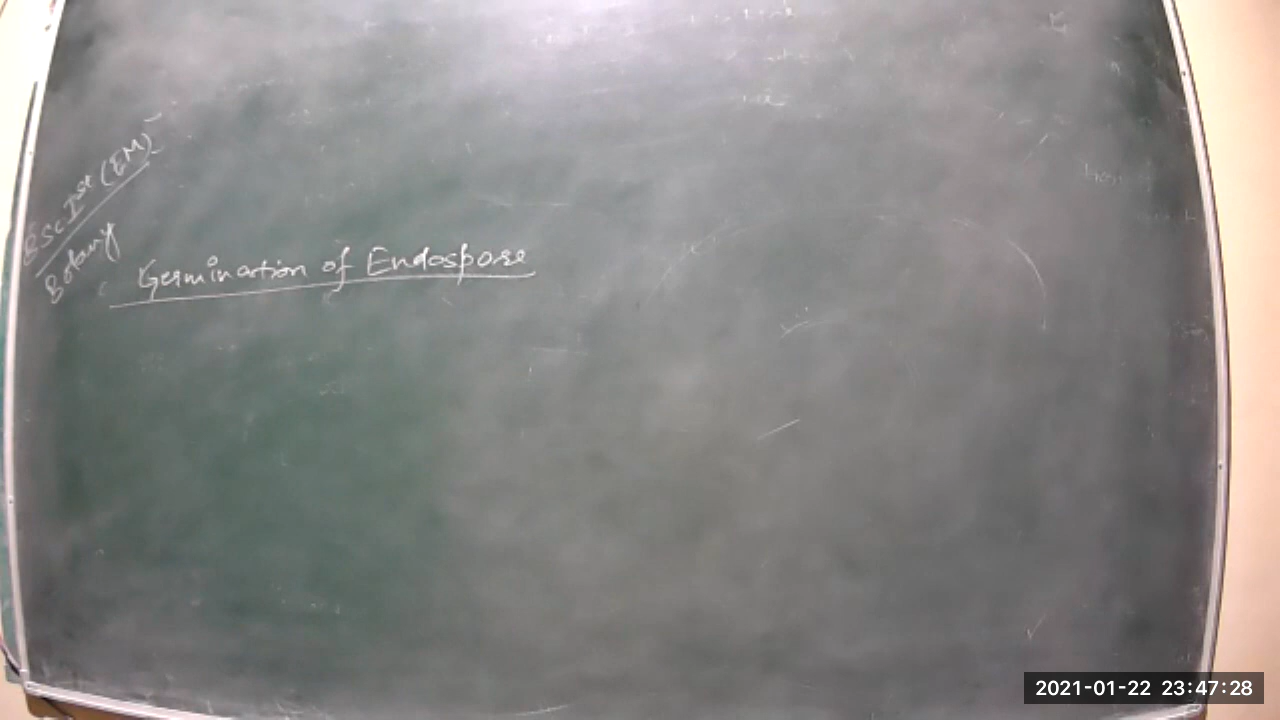 BSc Ist (EM)
Botany
Germination of Endospore
2021-01-22 23:47:28